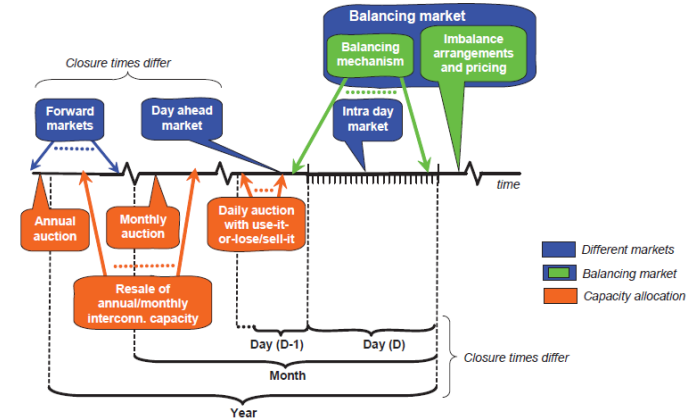 Balancing market
Closure times differ
Balancing
mechanism
Imbalance
arrangements
and pricing
Forward
markets
Day ahead
market
Intra day
market
time
Annual
auction
Monthly
auction
Daily auction
with use-it-
or-lose/sell-it
Resale of
annual/monthly
interconn. capacity
Different markets
Balancing market
Capacity allocation
Day (D-1)
Day (D)
Closure times differ
Month
Year